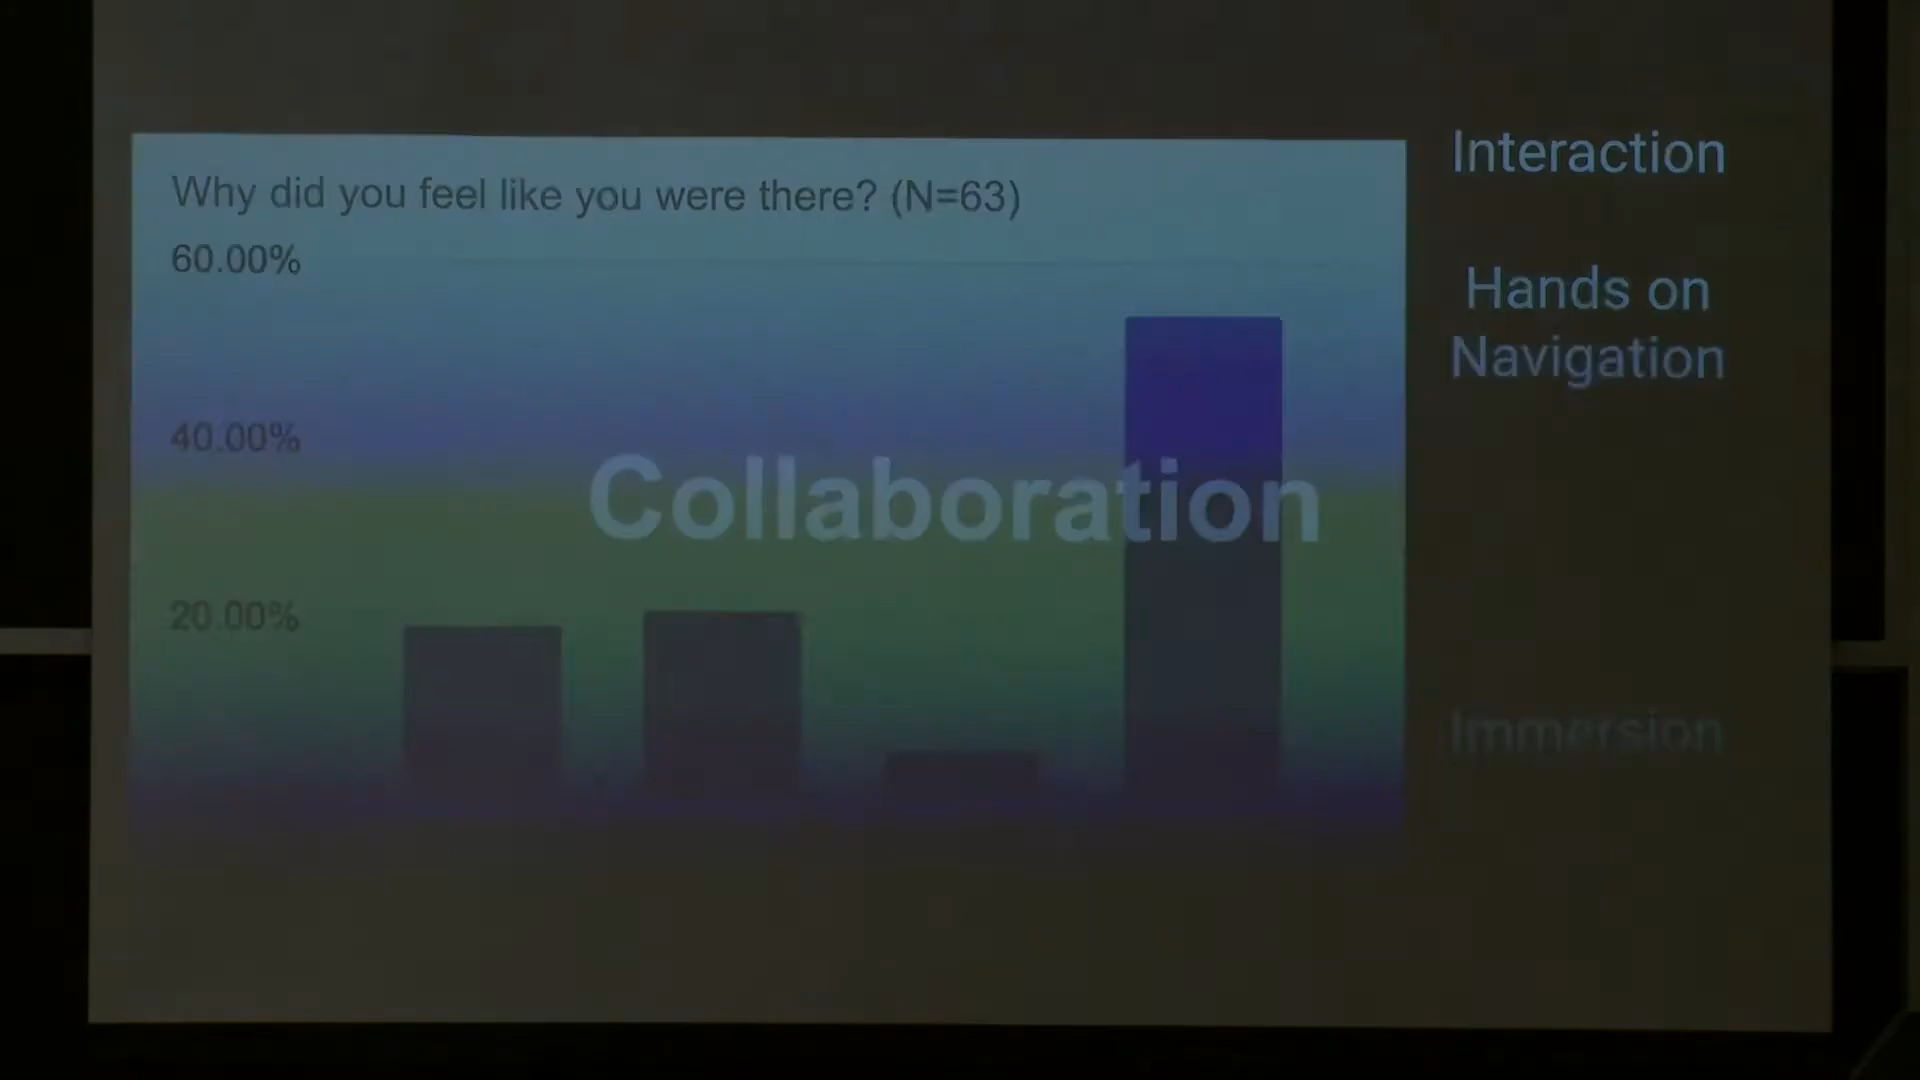 Why did you feel like you were there? (N=63)
60.00%
40.00%
20.00%
Collaboration
Interaction
Hands on
Navigation
Immersion